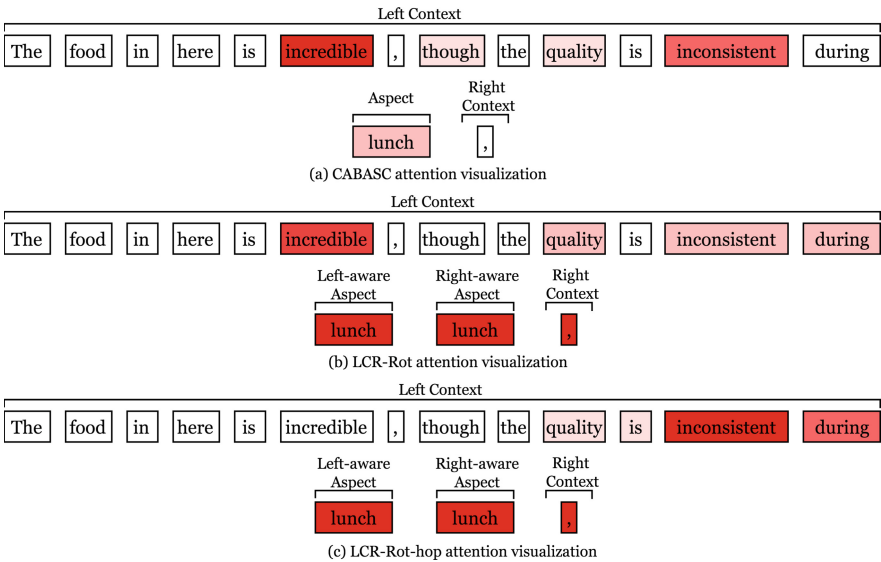 Left Context
The food in here is incredible , though the quality is inconsistent during
Aspect
Right
Context
lunch ,
(a) CABASC attention visualization
Left Context
The food in here is incredible , though the quality is inconsistent during
Left-aware
Aspect
Right-aware
Aspect
Right
Context
lunch lunch ,
(b) LCR-Rot attention visualization
Left Context
The food in here is incredible , though the quality is inconsistent during
Left-aware
Aspect
Right-aware
Aspect
Right
Context
lunch lunch ,
(c) LCR-Rot-hop attention visualization